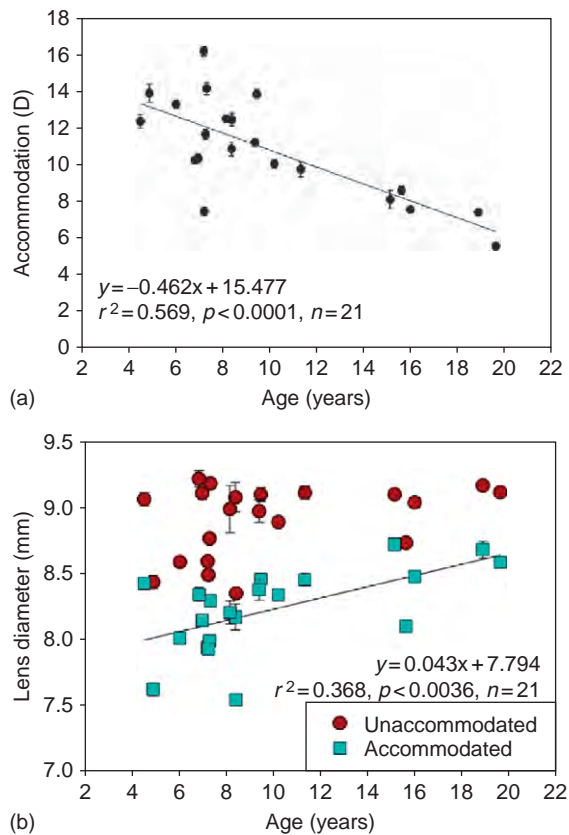 18
16
14
12
10
8
6
4
2
0
Accommodation (D)
y=–0.462x+15.477
r²=0.569, p<0.0001, n=21
2 4 6 8 10 12 14 16 18 20 22
(a)
Age (years)
9.5
9.0
8.5
8.0
7.5
7.0
Lens diameter (mm)
y=0.043x+7.794
r²=0.368, p<0.0036, n=21
Unaccommodated
Accommodated
2 4 6 8 10 12 14 16 18 20 22
(b)
Age (years)